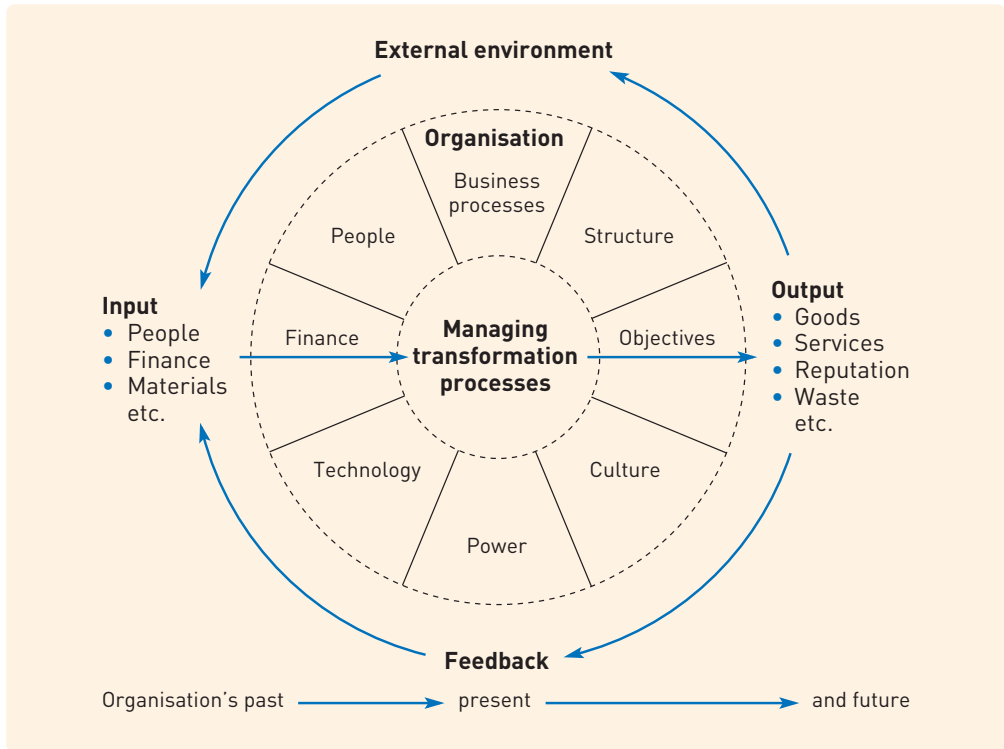 External environment
Organisation
Business
processes
People
Structure
Input
• People
• Finance
• Materials
etc.
Finance
Managing
transformation
processes
Objectives
Output
• Goods
• Services
• Reputation
• Waste
etc.
Technology
Culture
Power
Feedback
Organisation's past
present
and future